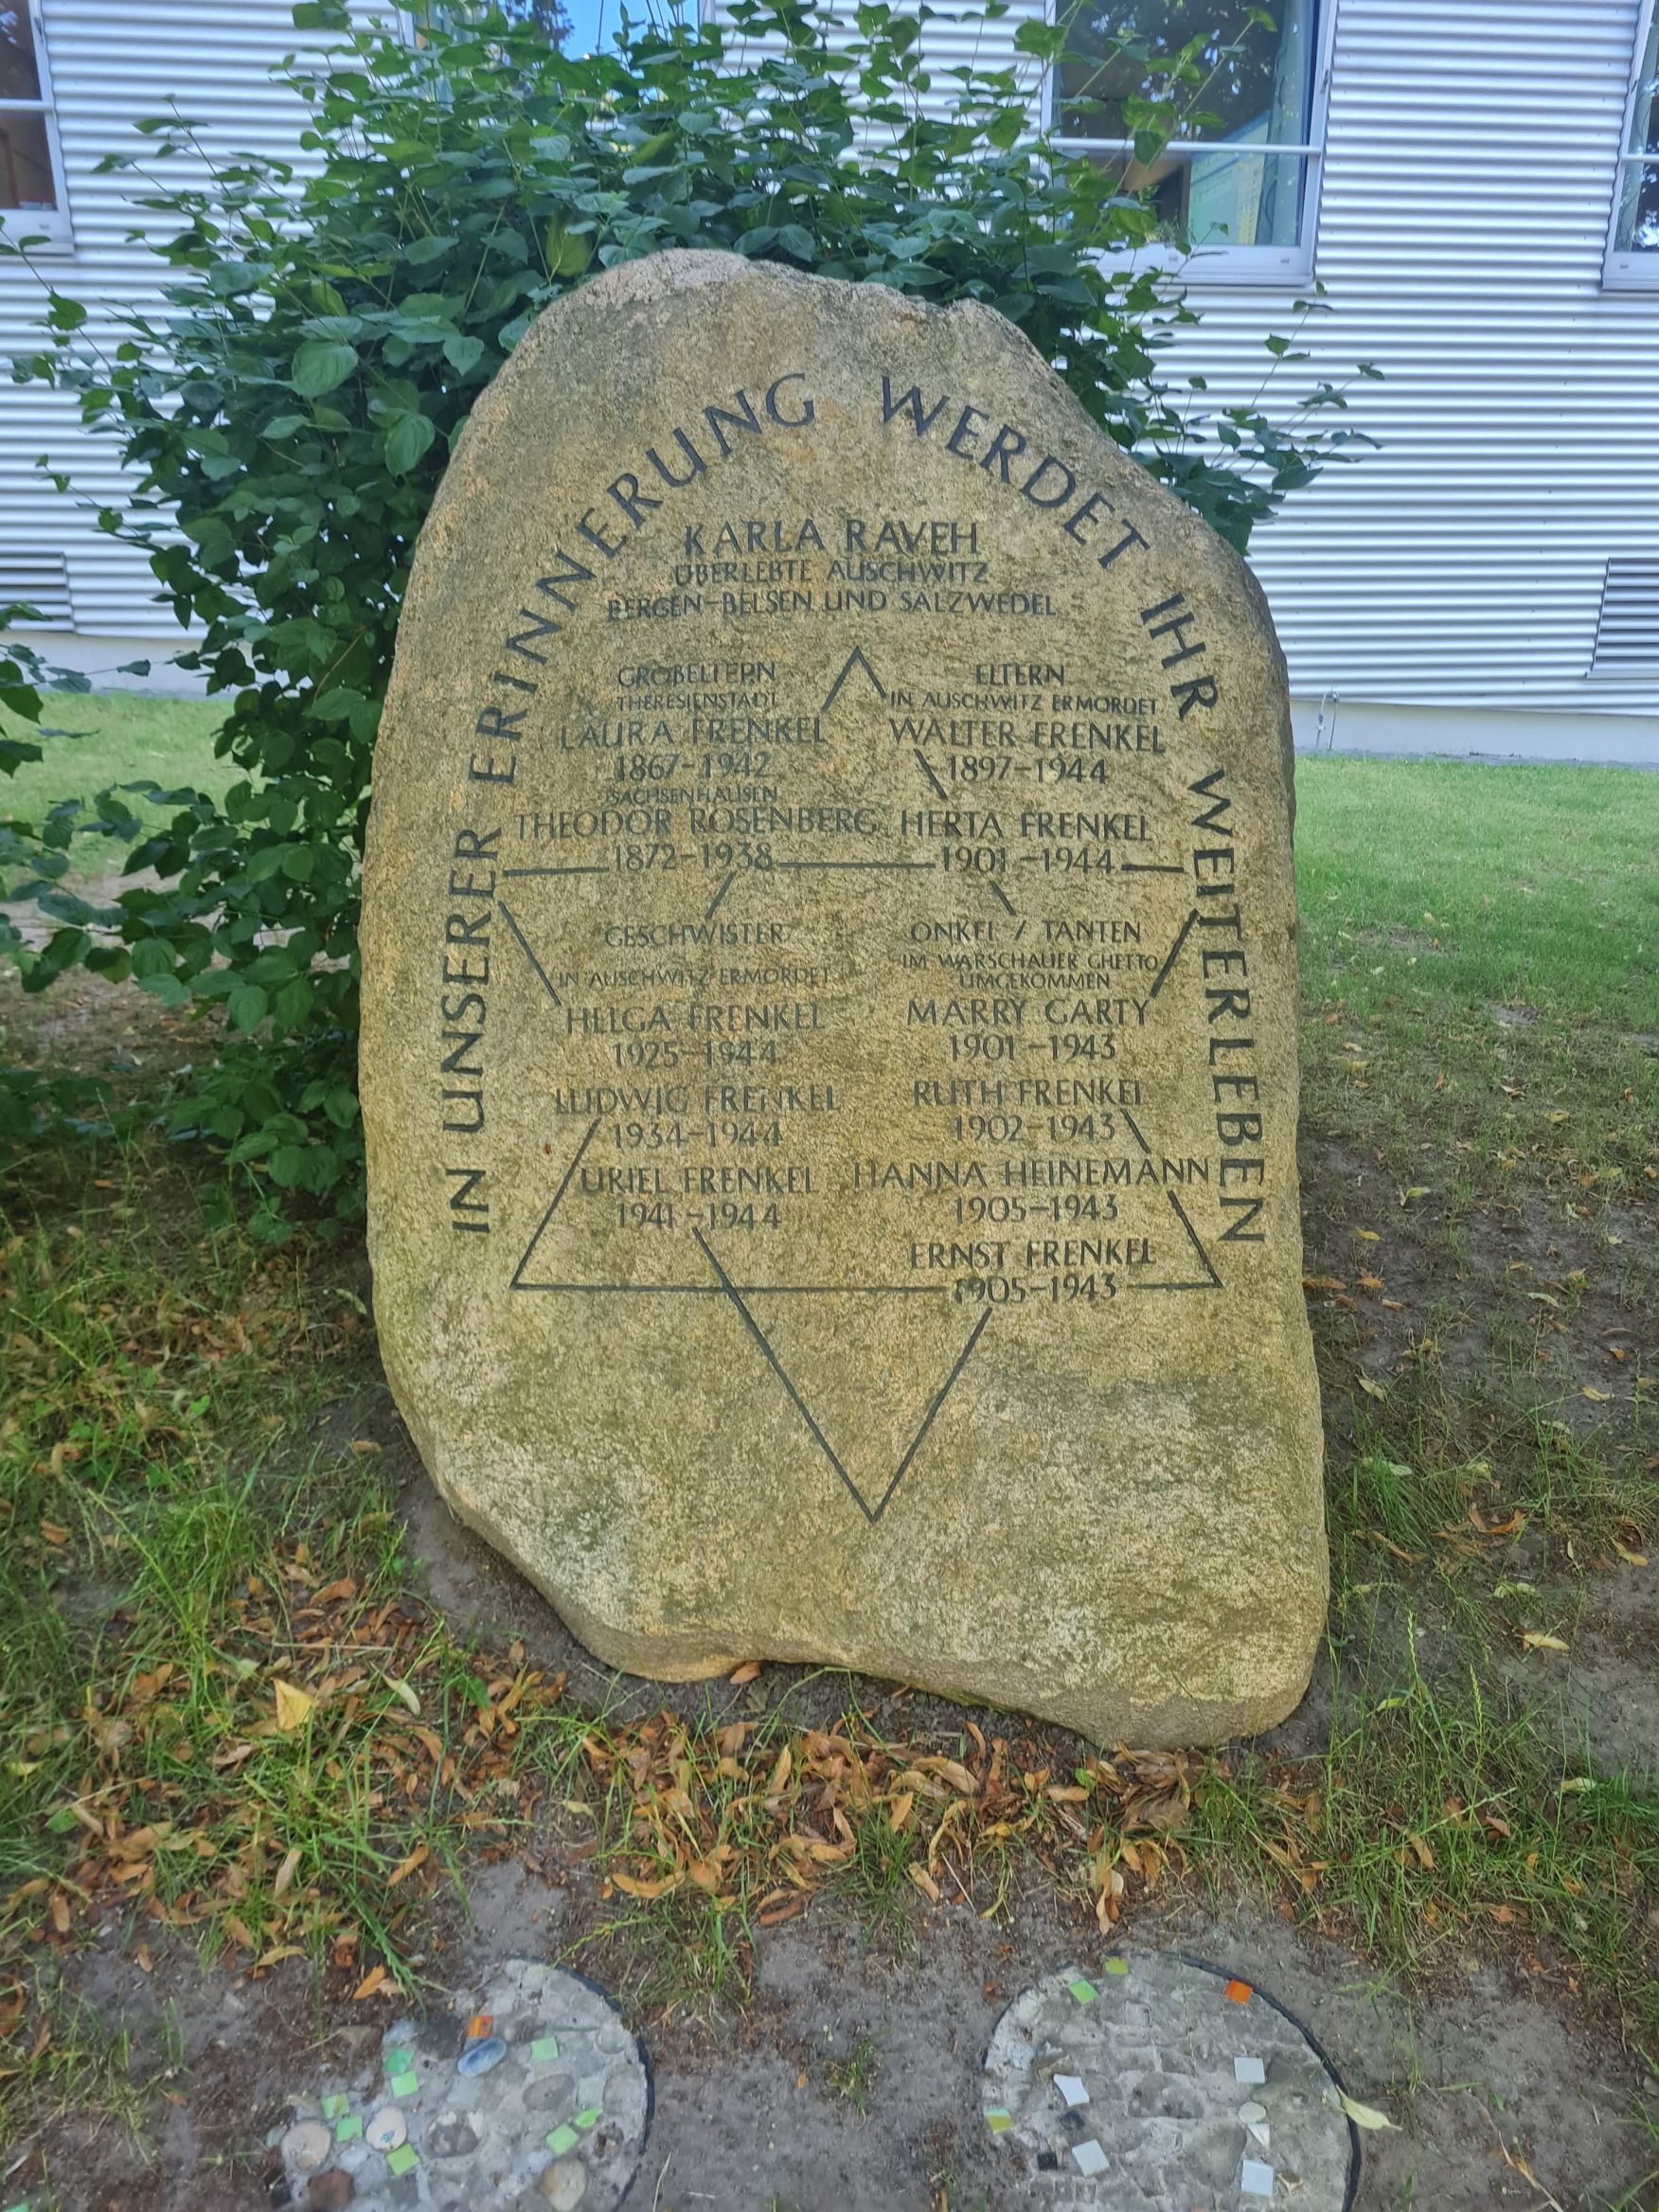 IN UNSERER ERINNERUNG WERDET IHR WEITERLEBEN
KARLA RAVEH
ÜBERLEBTE AUSCHWITZ
BERGEN-BELSEN UND SALZWEDEL
GROßELTERN
THERESIENSTADT
LAURA FRENKEL
1867-1942
SACHSENHAUSEN
THEODOR ROSENBERG
1872-1938
ELTERN
IN AUSCHWITZ ERMORDET
WALTER FRENKEL
1897-1944
HERTA FRENKEL
1901-1944
GESCHWISTER
IN AUSCHWITZ ERMORDET
HELGA FRENKEL
1925-1944
LUDWIG FRENKEL
1934-1944
URIEL FRENKEL
1941-1944
ONKEL / TANTEN
IM WARSCHAUER GHETTO
UMGEKOMMEN
MARRY GARTY
1901-1943
RUTH FRENKEL
1902-1943
HANNA HEINEMANN
1905-1943
ERNST FRENKEL
1905-1943